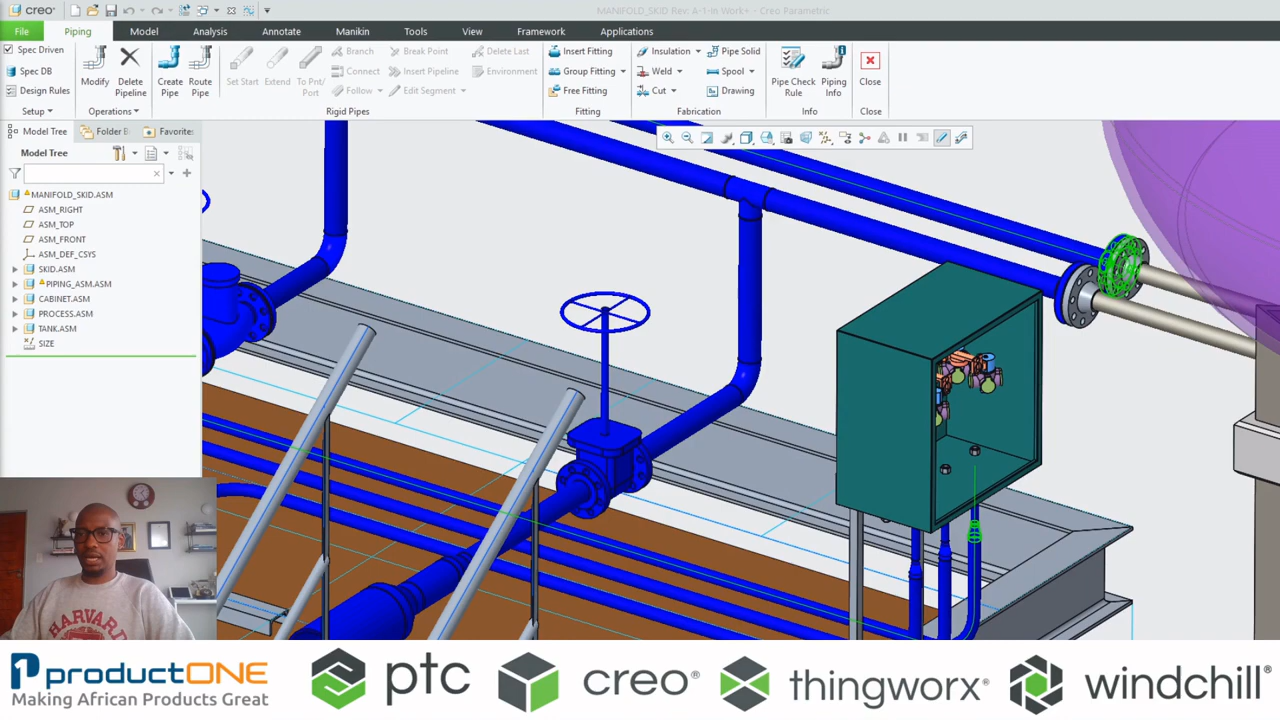 creo
MANIFOLD_SKID Rev: A-1-In Work+ - Creo Parametric
File Piping Model Analysis Annotate Manikin Tools View Framework Applications
Spec Driven
Spec DB
Design Rules
Setup
Modify
Delete Pipeline
Operations
Create Pipe
Route Pipe
Set Start
Extend
To Pnt/ Port
Branch
Connect
Follow
Break Point
Insert Pipeline
Edit Segment
Delete Last
Environment
Rigid Pipes
Insert Fitting
Group Fitting
Free Fitting
Fitting
Insulation
Weld
Cut
Pipe Solid
Spool
Drawing
Fabrication
Pipe Check Rule
Piping Info
Info
Close
Close
Model Tree Folder B Favorite
Model Tree
MANIFOLD_SKID.ASM
ASM_RIGHT
ASM_TOP
ASM_FRONT
ASM_DEF_CSYS
SKID.ASM
PIPING_ASM.ASM
CABINET.ASM
PROCESS.ASM
TANK.ASM
SIZE
HARVARD
productONE
Making African Products Great
ptc
creo®
thingworx®
windchill®